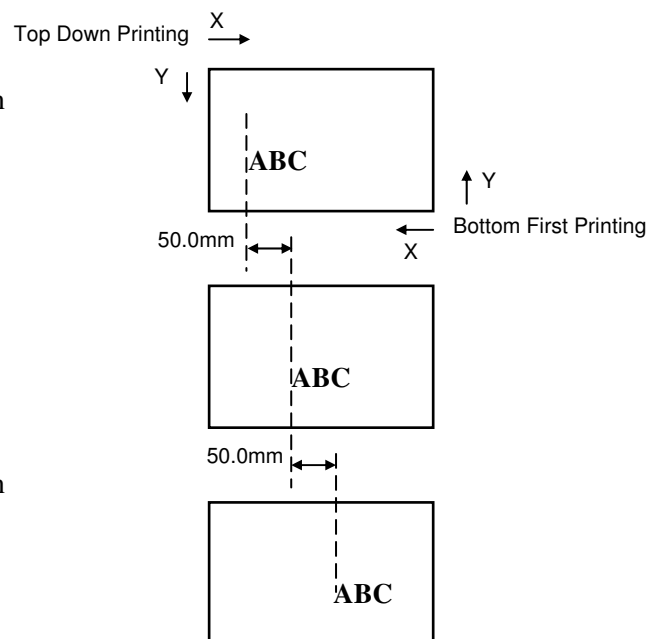 X
Top Down Printing
Y
n
ABC
Y
Bottom First Printing
50.0mm
X
ABC
50.0mm
n
ABC